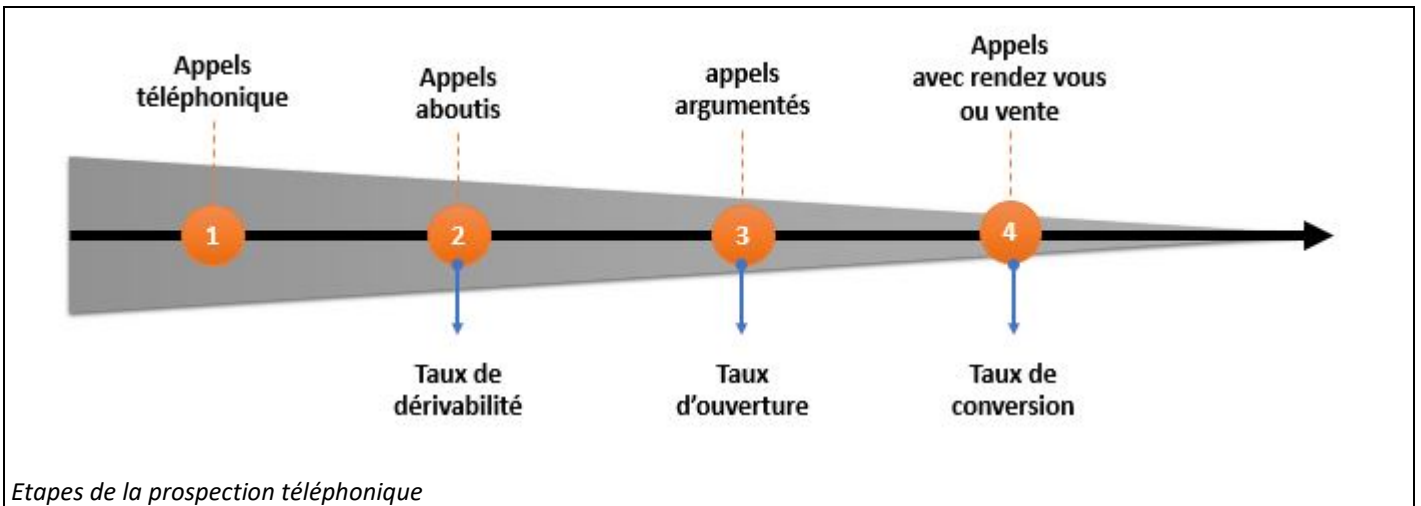 Appels
téléphonique
Appels
aboutis
appels
argumentés
Appels
avec rendez vous
ou vente
1
2
3
4
Taux de
dérivabilité
Taux
d'ouverture
Taux de
conversion
Etapes de la prospection téléphonique